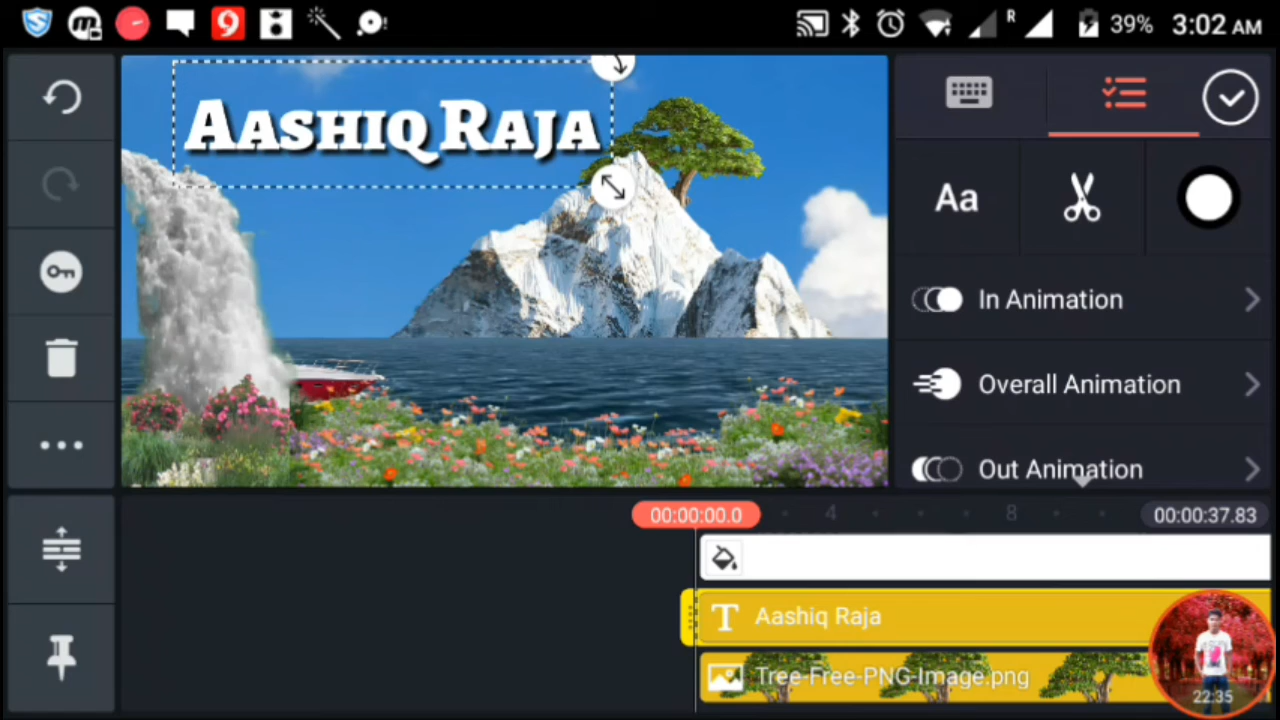 R 39% 3:02 AM
Aashiq Raja
Aa
In Animation
Overall Animation
Out Animation
00:00:00.0 4 8 00:00:37.83
T Aashiq Raja
Tree-Free-PNG-Image.png
22:35